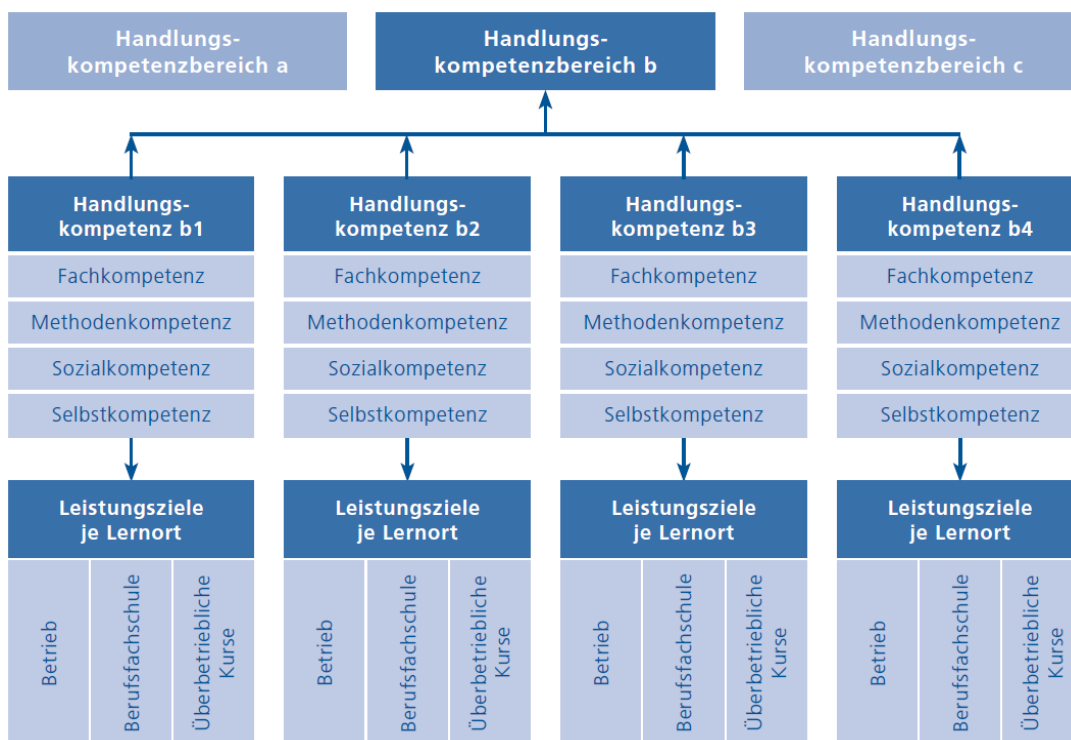 Handlungs-
kompetenzbereich a
Handlungs-
kompetenzbereich b
Handlungs-
kompetenzbereich c
Handlungs-
kompetenz b1
Fachkompetenz
Methodenkompetenz
Sozialkompetenz
Selbstkompetenz
Leistungsziele
je Lernort
Betrieb
Berufsfachschule
Überbetriebliche
Kurse
Handlungs-
kompetenz b2
Fachkompetenz
Methodenkompetenz
Sozialkompetenz
Selbstkompetenz
Leistungsziele
je Lernort
Betrieb
Berufsfachschule
Überbetriebliche
Kurse
Handlungs-
kompetenz b3
Fachkompetenz
Methodenkompetenz
Sozialkompetenz
Selbstkompetenz
Leistungsziele
je Lernort
Betrieb
Berufsfachschule
Überbetriebliche
Kurse
Handlungs-
kompetenz b4
Fachkompetenz
Methodenkompetenz
Sozialkompetenz
Selbstkompetenz
Leistungsziele
je Lernort
Betrieb
Berufsfachschule
Überbetriebliche
Kurse